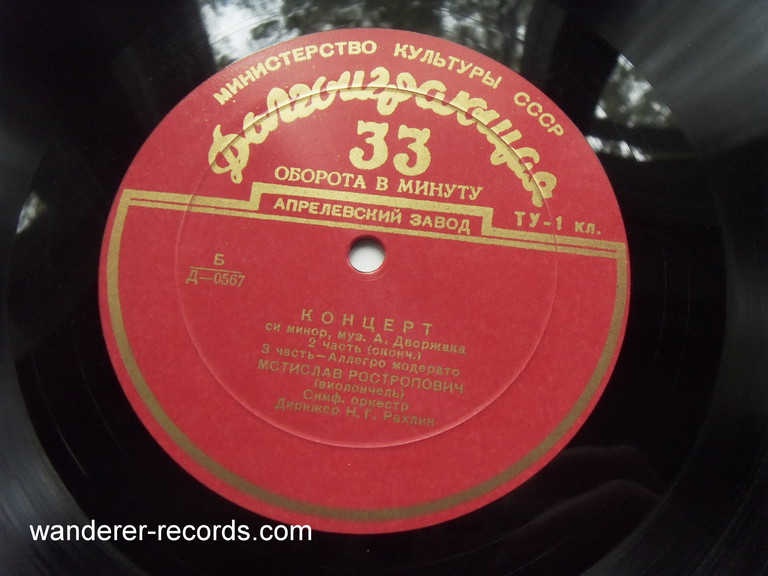 МИНИСТЕРСТВО КУЛЬТУРЫ СССР
Долгоиграющая
33
ОБОРОТА В МИНУТУ
АПРЕЛЕВСКИЙ ЗАВОД
ТУ-1 кл.
Б
Д—0567
КОНЦЕРТ
си минор, муз. А. Дворжака
2 часть (оконч.)
3 часть—Аллегро модерато
МСТИСЛАВ РОСТРОПОВИЧ
(виолончель)
Симф. оркестр
Дирижер Н. Г. Рахлин
wanderer-records.com